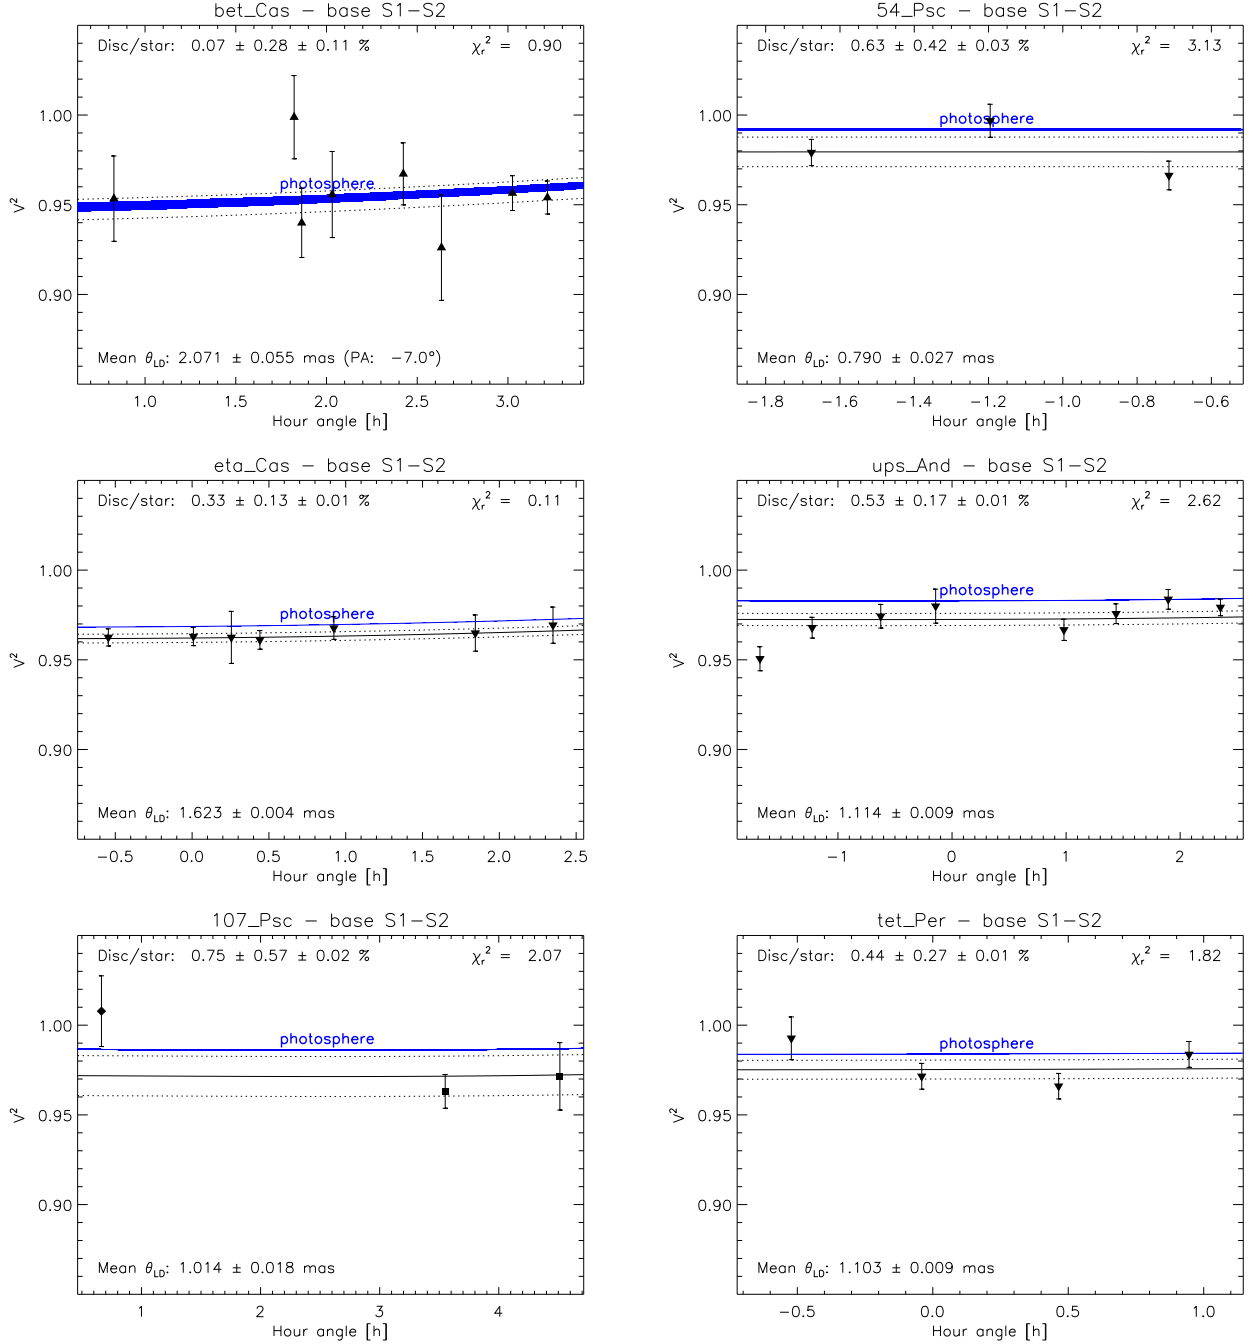 bet_Cas – base S1–S2
Disc/star: 0.07 ± 0.28 ± 0.11 % χr² = 0.90
1.00
photosphere
V² 0.95
0.90
Mean θLD: 2.071 ± 0.055 mas (PA: −7.0°)
1.0 1.5 2.0 2.5 3.0
Hour angle [h]
54_Psc – base S1–S2
Disc/star: 0.63 ± 0.42 ± 0.03 % χr² = 3.13
1.00
photosphere
V² 0.95
0.90
Mean θLD: 0.790 ± 0.027 mas
−1.8 −1.6 −1.4 −1.2 −1.0 −0.8 −0.6
Hour angle [h]
eta_Cas – base S1–S2
Disc/star: 0.33 ± 0.13 ± 0.01 % χr² = 0.11
1.00
photosphere
V² 0.95
0.90
Mean θLD: 1.623 ± 0.004 mas
−0.5 0.0 0.5 1.0 1.5 2.0 2.5
Hour angle [h]
ups_And – base S1–S2
Disc/star: 0.53 ± 0.17 ± 0.01 % χr² = 2.62
1.00
photosphere
V² 0.95
0.90
Mean θLD: 1.114 ± 0.009 mas
−1 0 1 2
Hour angle [h]
107_Psc – base S1–S2
Disc/star: 0.75 ± 0.57 ± 0.02 % χr² = 2.07
1.00
photosphere
V² 0.95
0.90
Mean θLD: 1.014 ± 0.018 mas
1 2 3 4
Hour angle [h]
tet_Per – base S1–S2
Disc/star: 0.44 ± 0.27 ± 0.01 % χr² = 1.82
1.00
photosphere
V² 0.95
0.90
Mean θLD: 1.103 ± 0.009 mas
−0.5 0.0 0.5 1.0
Hour angle [h]